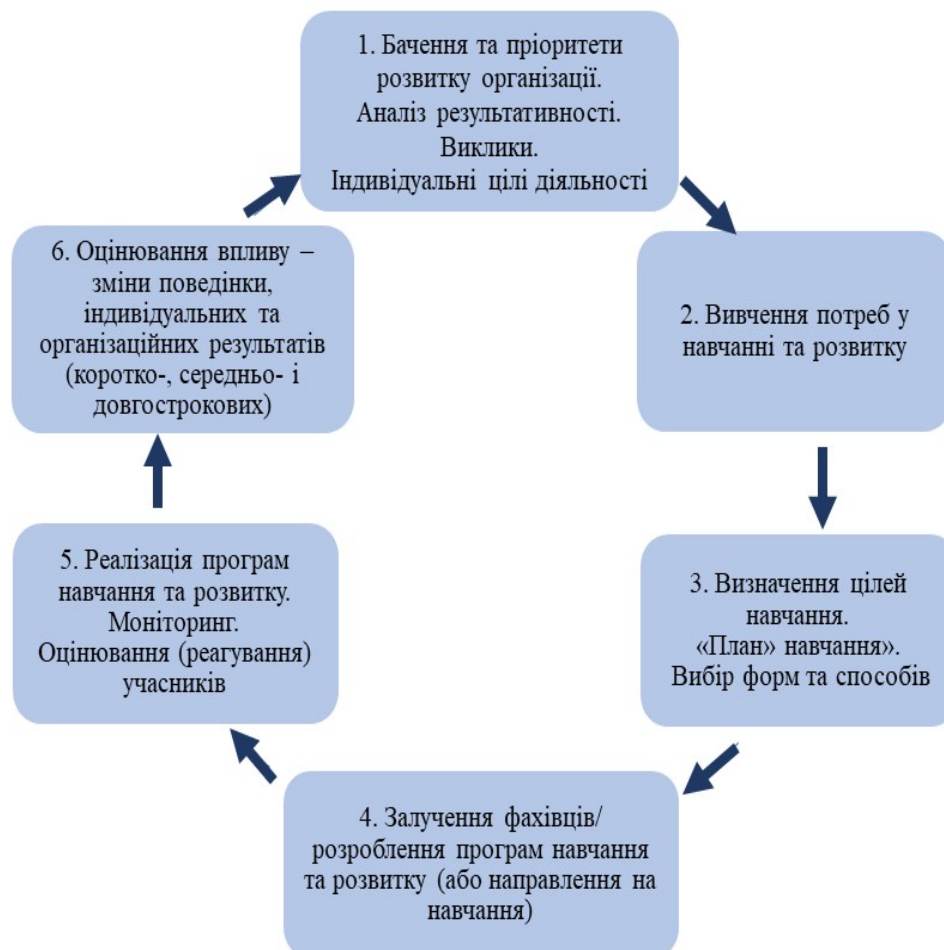 1. Бачення та пріоритети
розвитку організації.
Аналіз результативності.
Виклики.
Індивідуальні цілі діяльності
2. Вивчення потреб у
навчанні та розвитку
3. Визначення цілей
навчання.
«План» навчання».
Вибір форм та способів
4. Залучення фахівців/
розроблення програм навчання
та розвитку (або направлення на
навчання)
5. Реалізація програм
навчання та розвитку.
Моніторинг.
Оцінювання (реагування)
учасників
6. Оцінювання впливу –
зміни поведінки,
індивідуальних та
організаційних результатів
(коротко-, середньо- і
довгострокових)